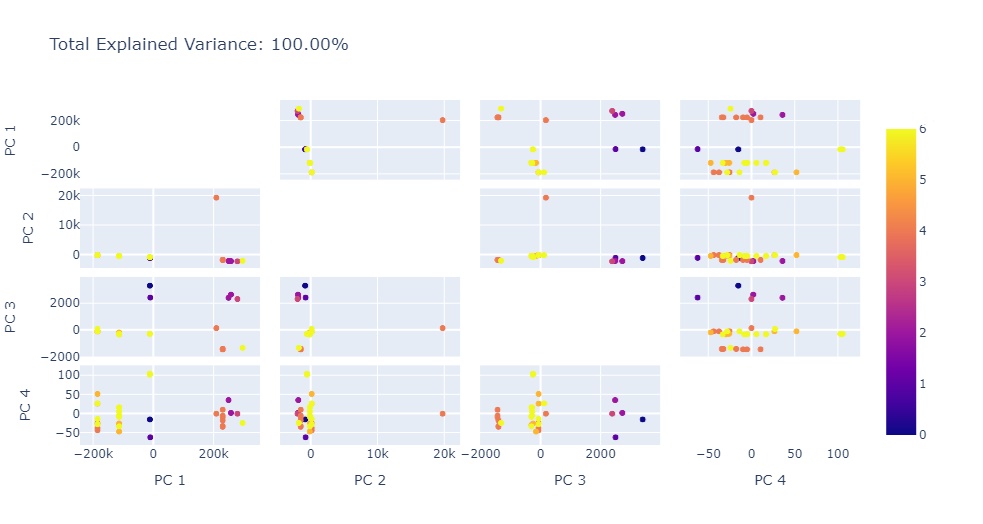 Total Explained Variance: 100.00%
PC 1
200k
0
−200k
PC 2
20k
10k
0
PC 3
2000
0
−2000
PC 4
100
50
0
−50
−200k 0 200k
0 10k 20k
−2000 0 2000
−50 0 50 100
PC 1 PC 2 PC 3 PC 4
6
5
4
3
2
1
0